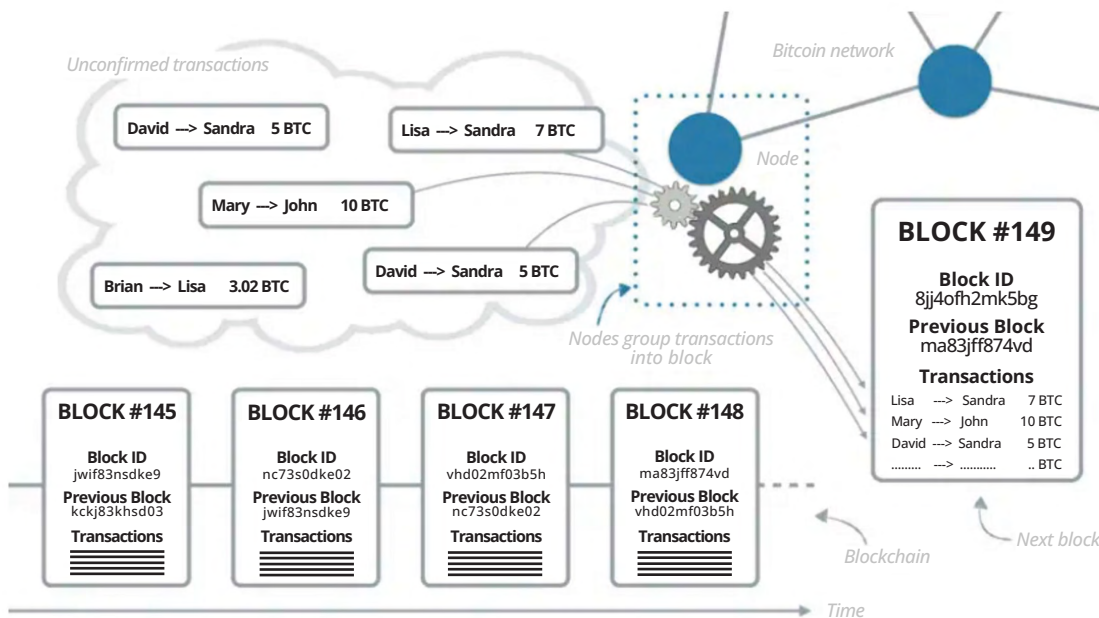 Unconfirmed transactions
Bitcoin network
David ---> Sandra 5 BTC
Lisa ---> Sandra 7 BTC
Node
Mary ---> John 10 BTC
David ---> Sandra 5 BTC
Brian ---> Lisa 3.02 BTC
Nodes group transactions
into block
BLOCK #149
Block ID
8jj4ofh2mk5bg
Previous Block
ma83jff874vd
Transactions
Lisa ---> Sandra 7 BTC
Mary ---> John 10 BTC
David ---> Sandra 5 BTC
......... ---> ........... .. BTC
Next block
BLOCK #145
Block ID
jwif83nsdke9
Previous Block
kckj83khsd03
Transactions
BLOCK #146
Block ID
nc73s0dke02
Previous Block
jwif83nsdke9
Transactions
BLOCK #147
Block ID
vhd02mf03b5h
Previous Block
nc73s0dke02
Transactions
BLOCK #148
Block ID
ma83jff874vd
Previous Block
vhd02mf03b5h
Transactions
Blockchain
Time